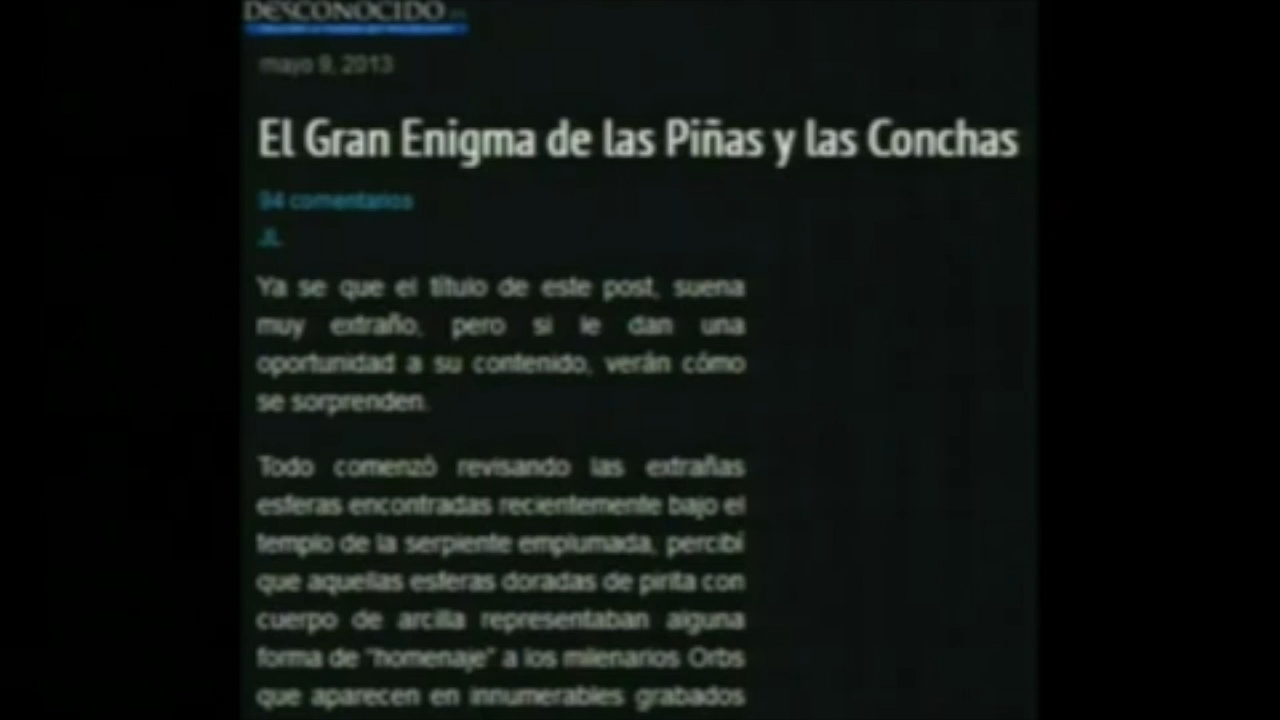 DESCONOCIDO
mayo 9, 2013
El Gran Enigma de las Piñas y las Conchas
94 comentarios
JL
Ya se que el título de este post, suena
muy extraño, pero si le dan una
oportunidad a su contenido, verán cómo
se sorprenden.
Todo comenzó revisando las extrañas
esferas encontradas recientemente bajo el
templo de la serpiente emplumada, percibí
que aquellas esferas doradas de pirita con
cuerpo de arcilla representaban alguna
forma de "homenaje" a los milenarios Orbs
que aparecen en innumerables grabados